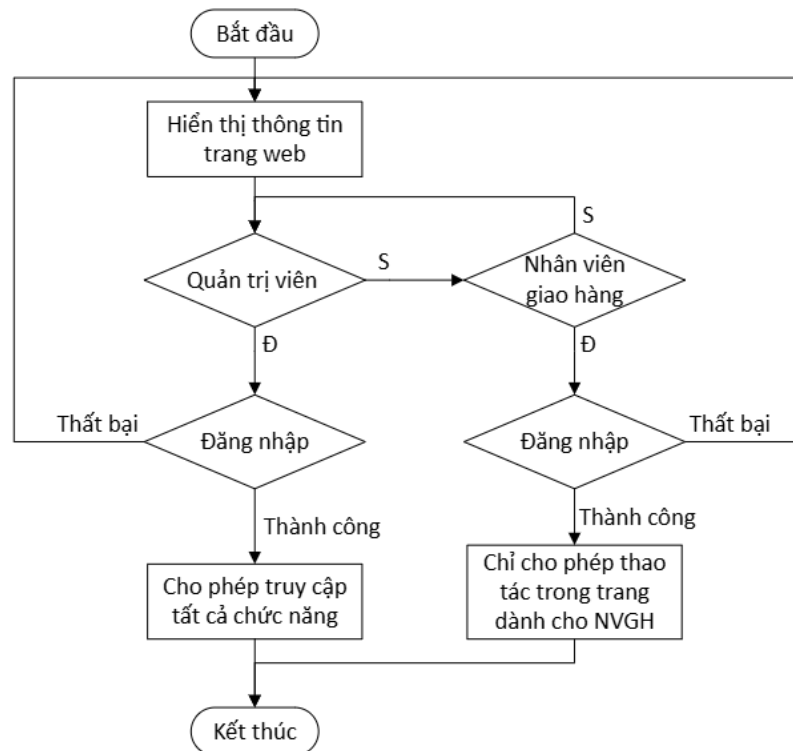 Bắt đầu
Hiển thị thông tin
trang web
S
Quản trị viên
S
Nhân viên
giao hàng
Đ
Đ
Thất bại
Đăng nhập
Đăng nhập
Thất bại
Thành công
Thành công
Cho phép truy cập
tất cả chức năng
Chỉ cho phép thao
tác trong trang
dành cho NVGH
Kết thúc